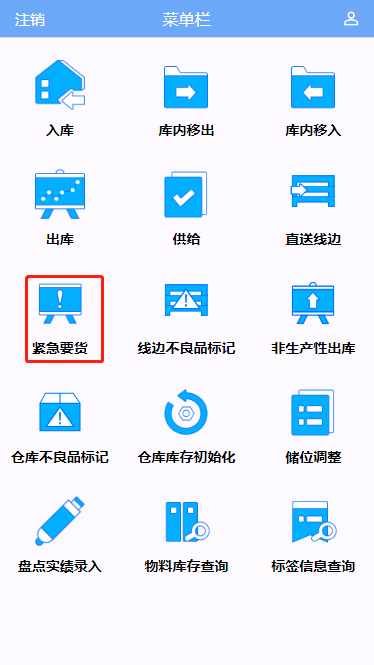 注销 菜单栏
入库 库内移出 库内移入
出库 供给 直送线边
紧急要货 线边不良品标记 非生产性出库
仓库不良品标记 仓库库存初始化 储位调整
盘点实绩录入 物料库存查询 标签信息查询